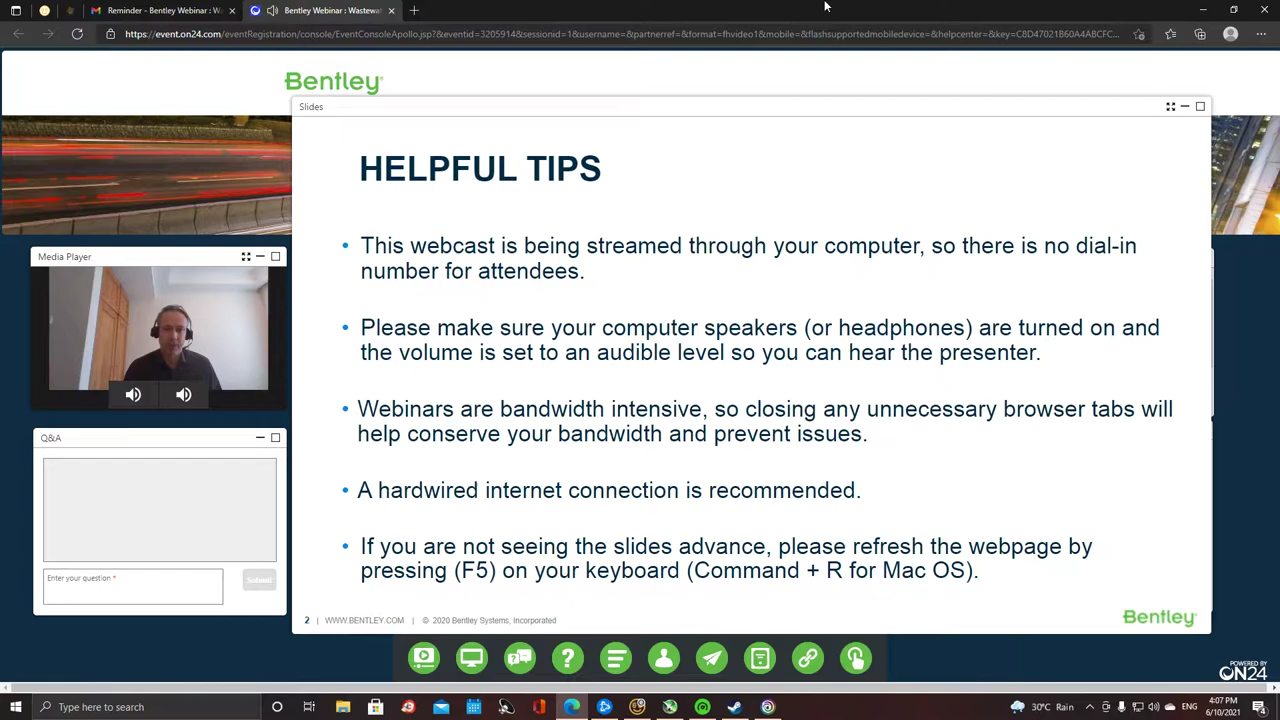 Reminder - Bentley Webinar: W
Bentley Webinar : Wastewat
https://event.on24.com/eventRegistration/console/EventConsoleApollo.jsp?&eventid=3205914&sessionid=1&username=&partnerref=&format=fhvideo1&mobile=&flashsupportedmobiledevice=&helpcenter=&key=C8D47021B60A4ABCFC...
Bentley
Slides
HELPFUL TIPS
• This webcast is being streamed through your computer, so there is no dial-in
number for attendees.
• Please make sure your computer speakers (or headphones) are turned on and
the volume is set to an audible level so you can hear the presenter.
• Webinars are bandwidth intensive, so closing any unnecessary browser tabs will
help conserve your bandwidth and prevent issues.
• A hardwired internet connection is recommended.
• If you are not seeing the slides advance, please refresh the webpage by
pressing (F5) on your keyboard (Command + R for Mac OS).
2 | WWW.BENTLEY.COM | © 2020 Bentley Systems, Incorporated
Bentley
Media Player
Q&A
Enter your question *
Submit
POWERED BY
ON24
Type here to search
30°C Rain
4:07 PM
6/10/2021
4